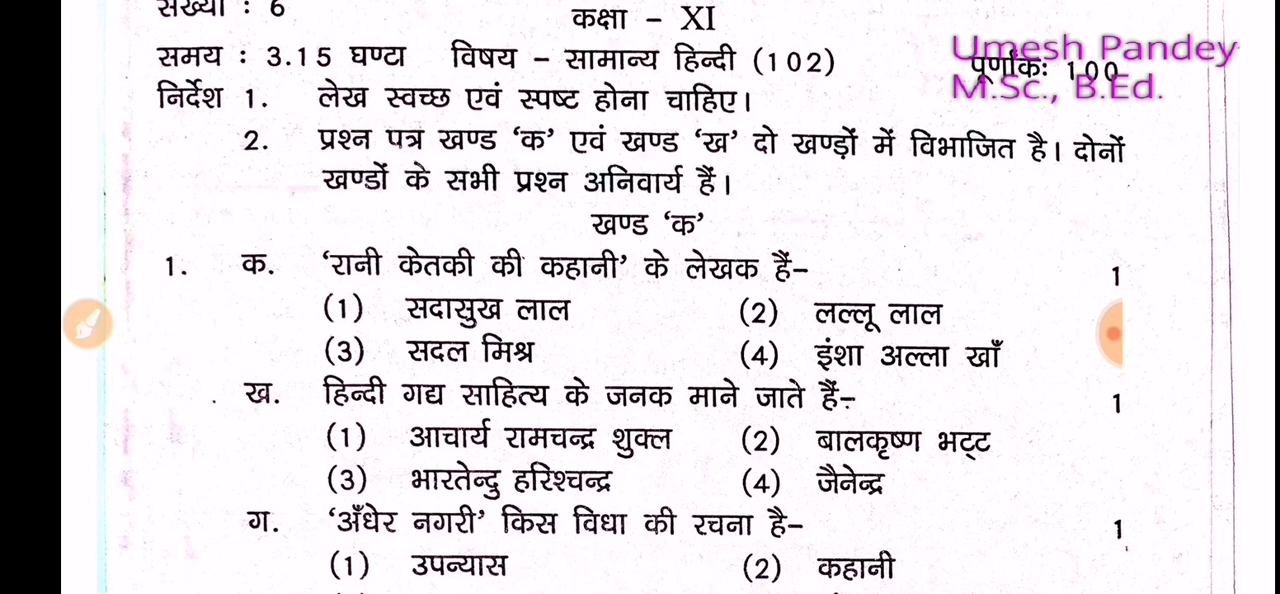 संख्या : 6
कक्षा - XI
समय : 3.15 घण्टा विषय - सामान्य हिन्दी (102) पूर्णांकः 100
Umesh Pandey
M.Sc., B.Ed.
निर्देश 1. लेख स्वच्छ एवं स्पष्ट होना चाहिए।
2. प्रश्न पत्र खण्ड ‘क’ एवं खण्ड ‘ख’ दो खण्ड़ों में विभाजित है। दोनों
खण्डों के सभी प्रश्न अनिवार्य हैं।
खण्ड ‘क’
1. क. ‘रानी केतकी की कहानी’ के लेखक हैं- 1
(1) सदासुख लाल (2) लल्लू लाल
(3) सदल मिश्र (4) इंशा अल्ला खाँ
ख. हिन्दी गद्य साहित्य के जनक माने जाते हैं- 1
(1) आचार्य रामचन्द्र शुक्ल (2) बालकृष्ण भट्ट
(3) भारतेन्दु हरिश्चन्द्र (4) जैनेन्द्र
ग. ‘अँधेर नगरी’ किस विधा की रचना है- 1
(1) उपन्यास (2) कहानी